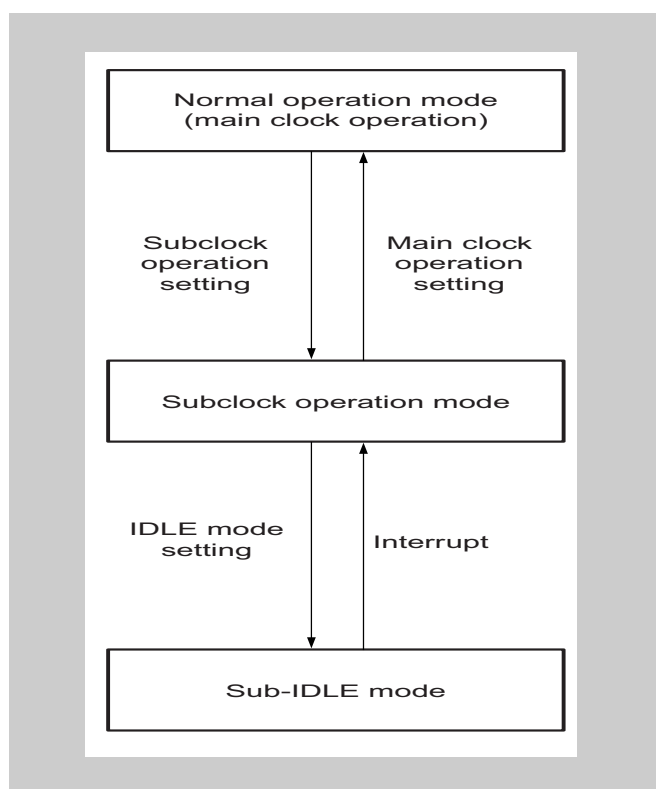 Normal operation mode
(main clock operation)
Subclock
operation
setting
Main clock
operation
setting
Subclock operation mode
IDLE mode
setting
Interrupt
Sub-IDLE mode